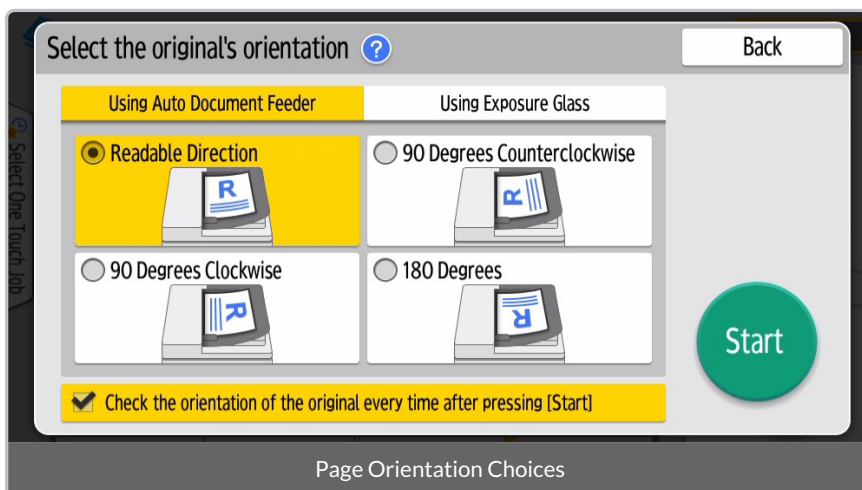 Select the original's orientation ?
Back
Using Auto Document Feeder
Using Exposure Glass
Readable Direction
R
90 Degrees Counterclockwise
R
90 Degrees Clockwise
R
180 Degrees
R
Select One Touch Job
Start
Check the orientation of the original every time after pressing [Start]
Page Orientation Choices